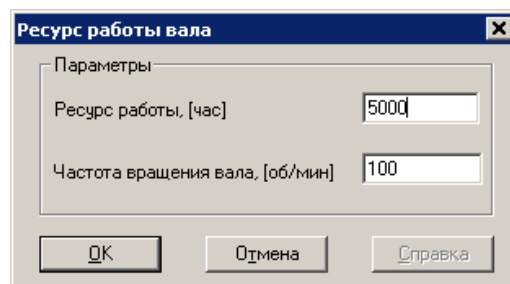 Ресурс работы вала
Параметры
Ресурс работы, [час] 5000
Частота вращения вала, [об/мин] 100
OK Отмена Справка